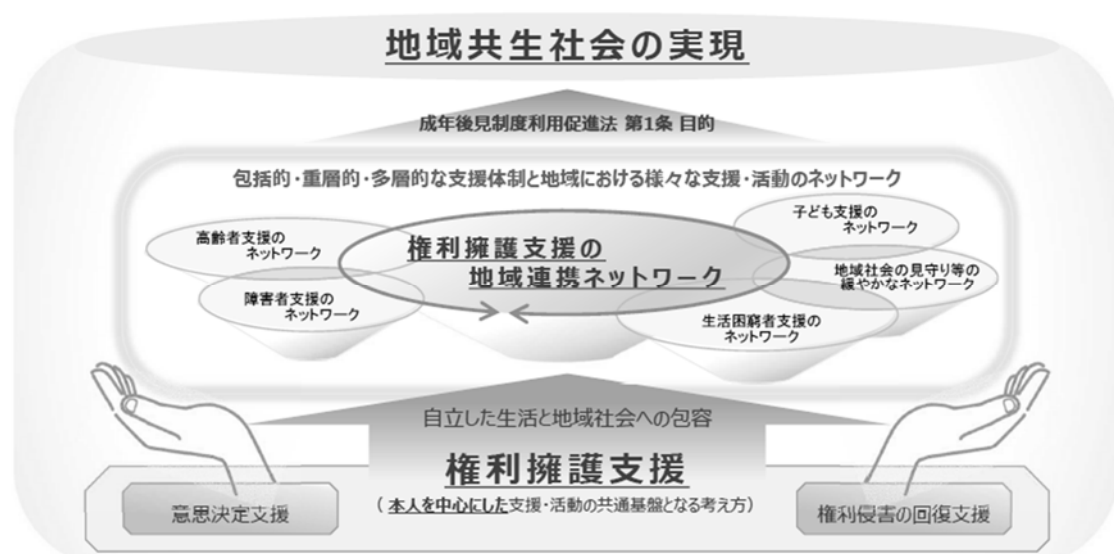 地域共生社会の実現
成年後見制度利用促進法 第1条 目的
包括的・重層的・多層的な支援体制と地域における様々な支援・活動のネットワーク
高齢者支援の
ネットワーク
障害者支援の
ネットワーク
権利擁護支援の
地域連携ネットワーク
子ども支援の
ネットワーク
地域社会の見守り等の
緩やかなネットワーク
生活困窮者支援の
ネットワーク
自立した生活と地域社会への包容
権利擁護支援
(本人を中心にした支援・活動の共通基盤となる考え方)
意思決定支援
権利侵害の回復支援